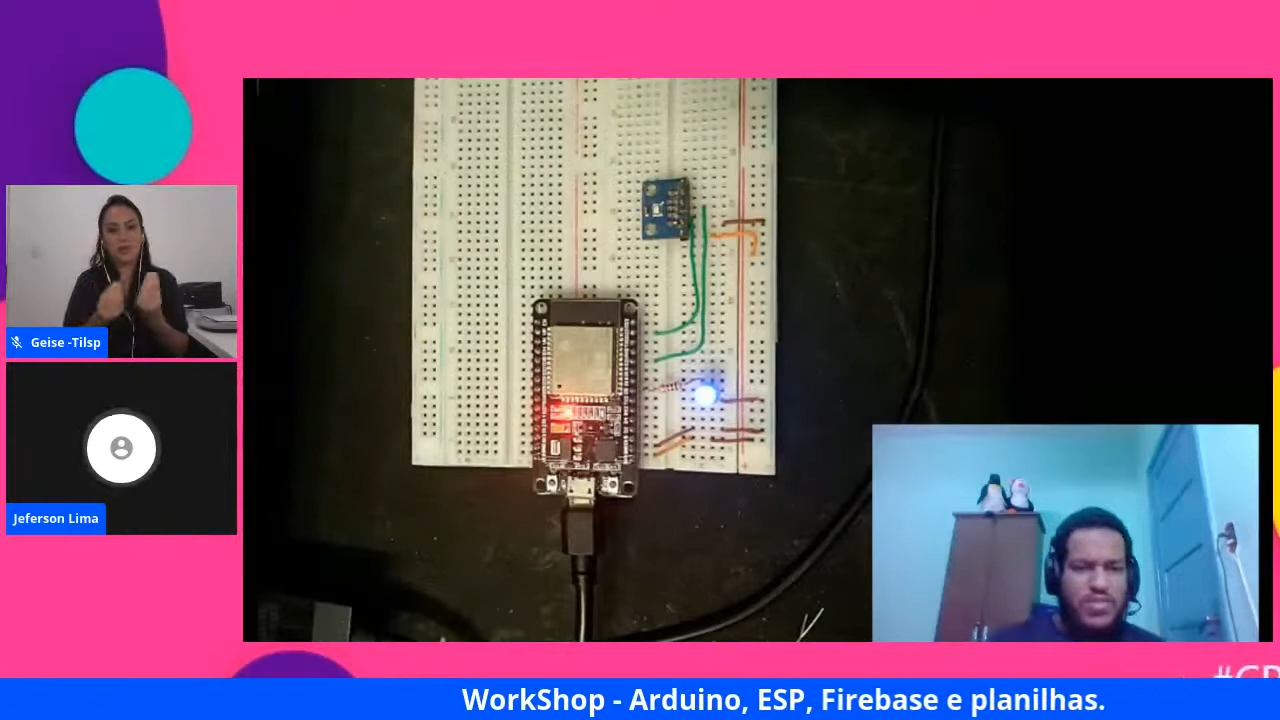 Geise -Tilsp
Jeferson Lima
WorkShop - Arduino, ESP, Firebase e planilhas.